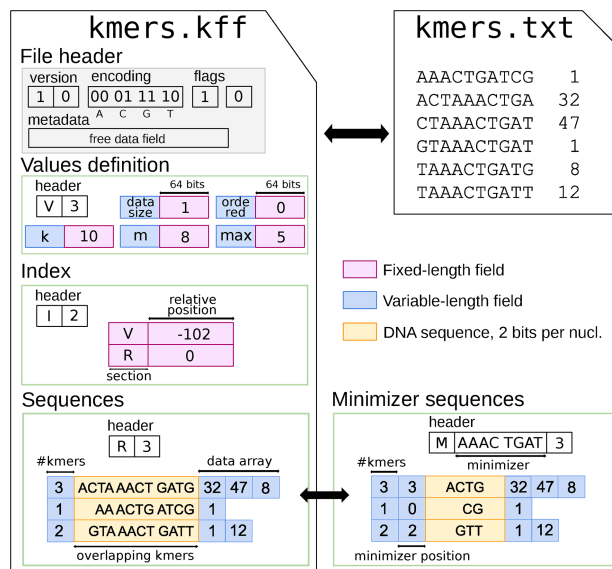 kmers.kff
File header
version encoding flags
1 0 00 01 11 10 1 0
A C G T
metadata
free data field
Values definition
header
V 3
64 bits 64 bits
data size 1
orde red 0
k 10 m 8 max 5
Index
header
I 2
relative position
V -102
R 0
section
Sequences
header
R 3
#kmers data array
3 ACTA AACT GATG 32 47 8
1 AA ACTG ATCG 1
2 GTA AACT GATT 1 12
overlapping kmers
kmers.txt
AAACTGATCG 1
ACTAAACTGA 32
CTAAACTGAT 47
GTAAACTGAT 1
TAAACTGATG 8
TAAACTGATT 12
Fixed-length field
Variable-length field
DNA sequence, 2 bits per nucl.
Minimizer sequences
header
M AAAC TGAT 3
#kmers minimizer
3 3 ACTG 32 47 8
1 0 CG 1
2 2 GTT 1 12
minimizer position